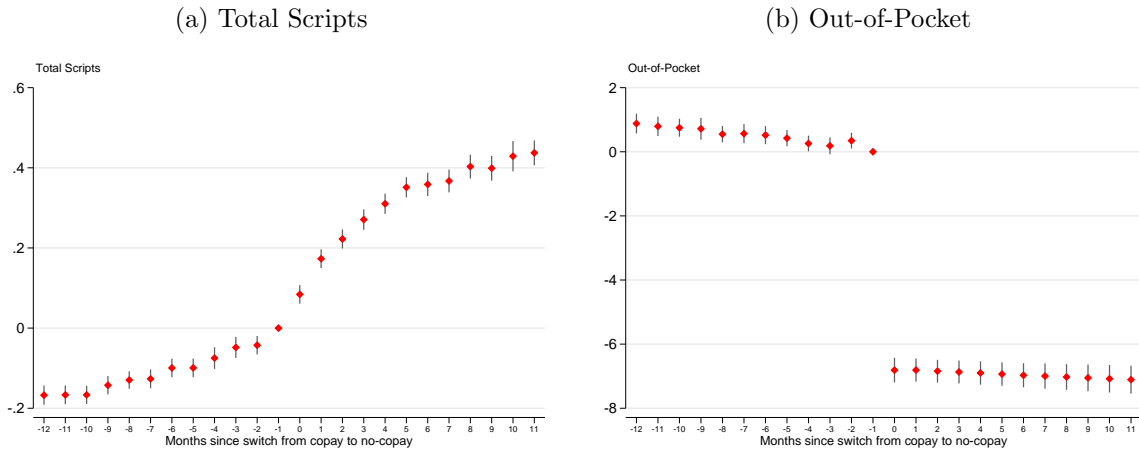 (a) Total Scripts
Total Scripts
.6
.4
.2
0
-.2
-12 -11 -10 -9 -8 -7 -6 -5 -4 -3 -2 -1 0 1 2 3 4 5 6 7 8 9 10 11
Months since switch from copay to no-copay
(b) Out-of-Pocket
Out-of-Pocket
2
0
-2
-4
-6
-8
-12 -11 -10 -9 -8 -7 -6 -5 -4 -3 -2 -1 0 1 2 3 4 5 6 7 8 9 10 11
Months since switch from copay to no-copay